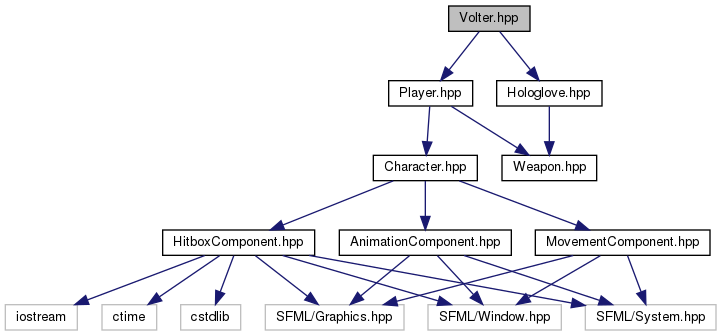 Volter.hpp
Player.hpp
Hologlove.hpp
Character.hpp
Weapon.hpp
HitboxComponent.hpp
AnimationComponent.hpp
MovementComponent.hpp
iostream
ctime
cstdlib
SFML/Graphics.hpp
SFML/Window.hpp
SFML/System.hpp